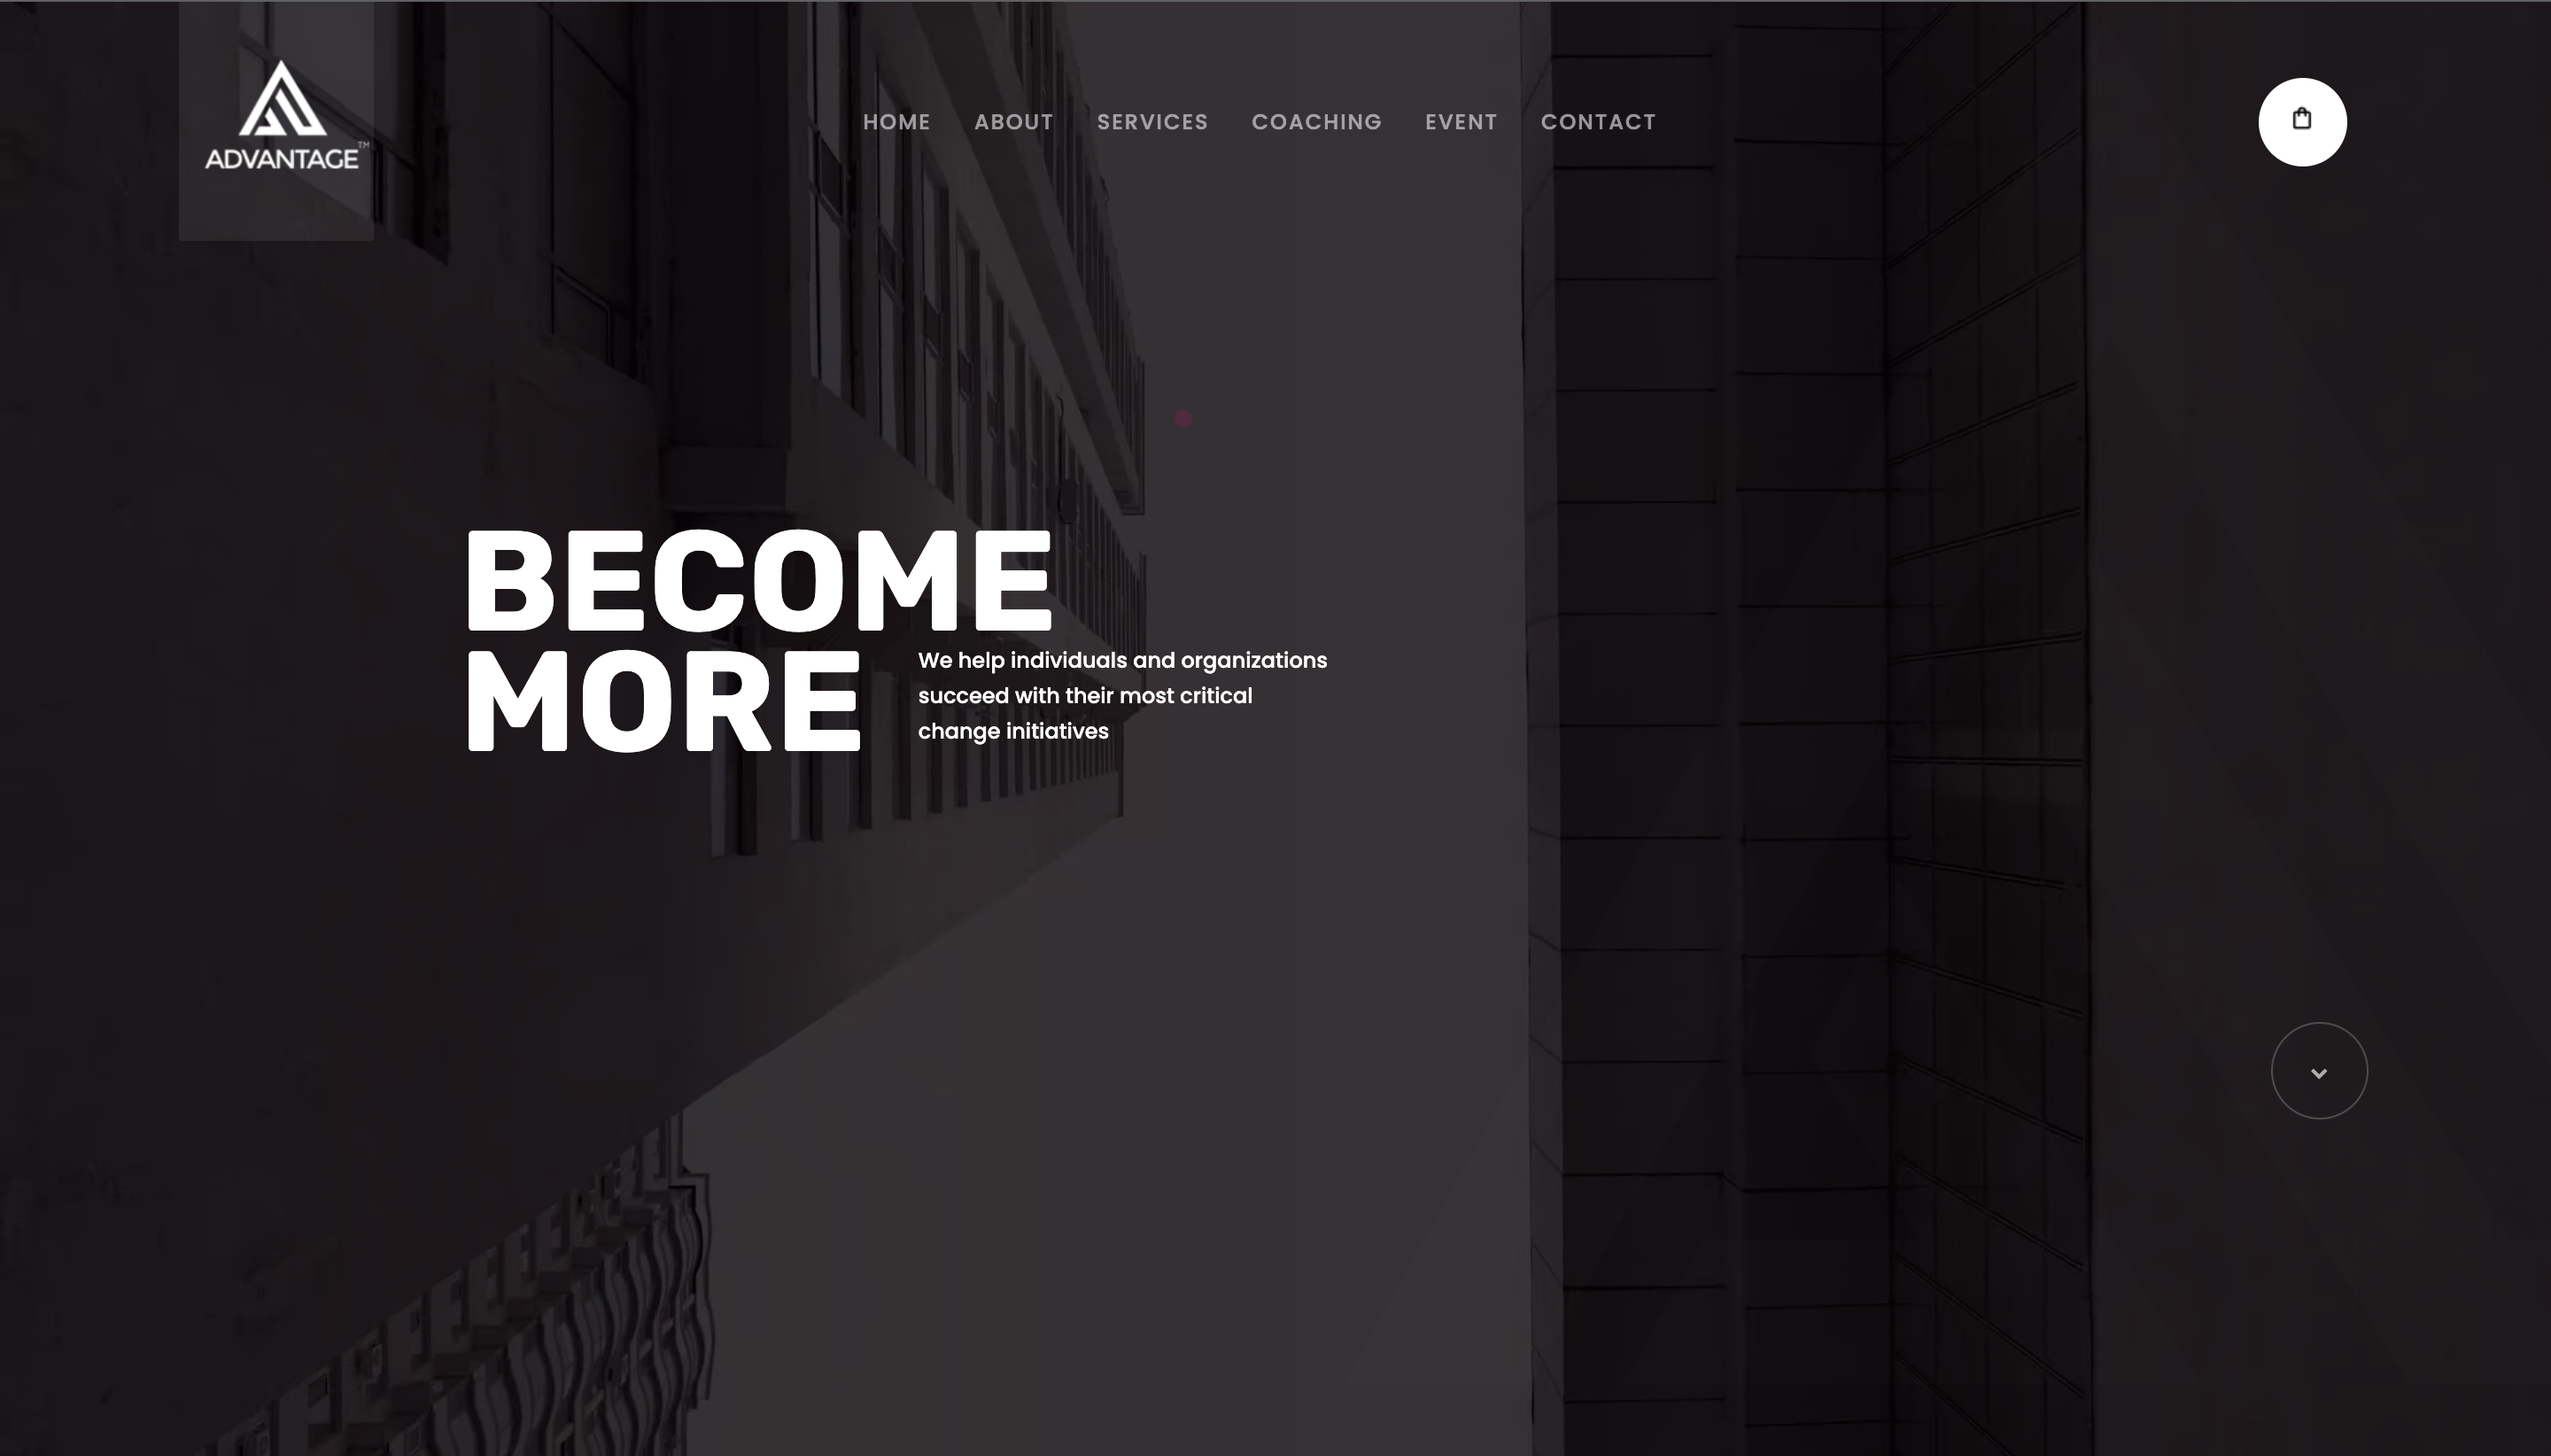 ADVANTAGE™
HOME ABOUT SERVICES COACHING EVENT CONTACT
BECOME
MORE
We help individuals and organizations
succeed with their most critical
change initiatives